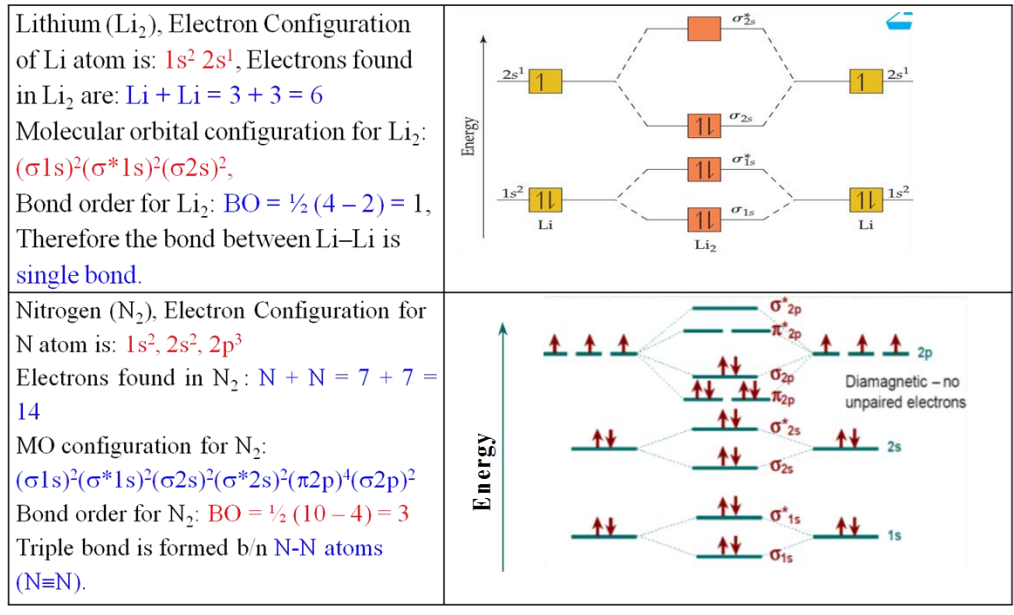 Lithium (Li₂), Electron Configuration
of Li atom is: 1s² 2s¹, Electrons found
in Li₂ are: Li + Li = 3 + 3 = 6
Molecular orbital configuration for Li₂:
(σ1s)²(σ*1s)²(σ2s)²,
Bond order for Li₂: BO = ½ (4 – 2) = 1,
Therefore the bond between Li–Li is
single bond.
Energy
σ*₂s
2s¹
1
1
2s¹
σ₂s
1L
σ*₁s
1L
1s²
1L
1L
1s²
σ₁s
1L
Li
Li₂
Li
Nitrogen (N₂), Electron Configuration for
N atom is: 1s², 2s², 2p³
Electrons found in N₂ : N + N = 7 + 7 =
14
MO configuration for N₂:
(σ1s)²(σ*1s)²(σ2s)²(σ*2s)²(π2p)⁴(σ2p)²
Bond order for N₂: BO = ½ (10 – 4) = 3
Triple bond is formed b/n N-N atoms
(N≡N).
Energy
σ*₂p
π*₂p
2p
σ₂p
π₂p
Diamagnetic – no
unpaired electrons
σ*₂s
2s
σ₂s
σ*₁s
1s
σ₁s